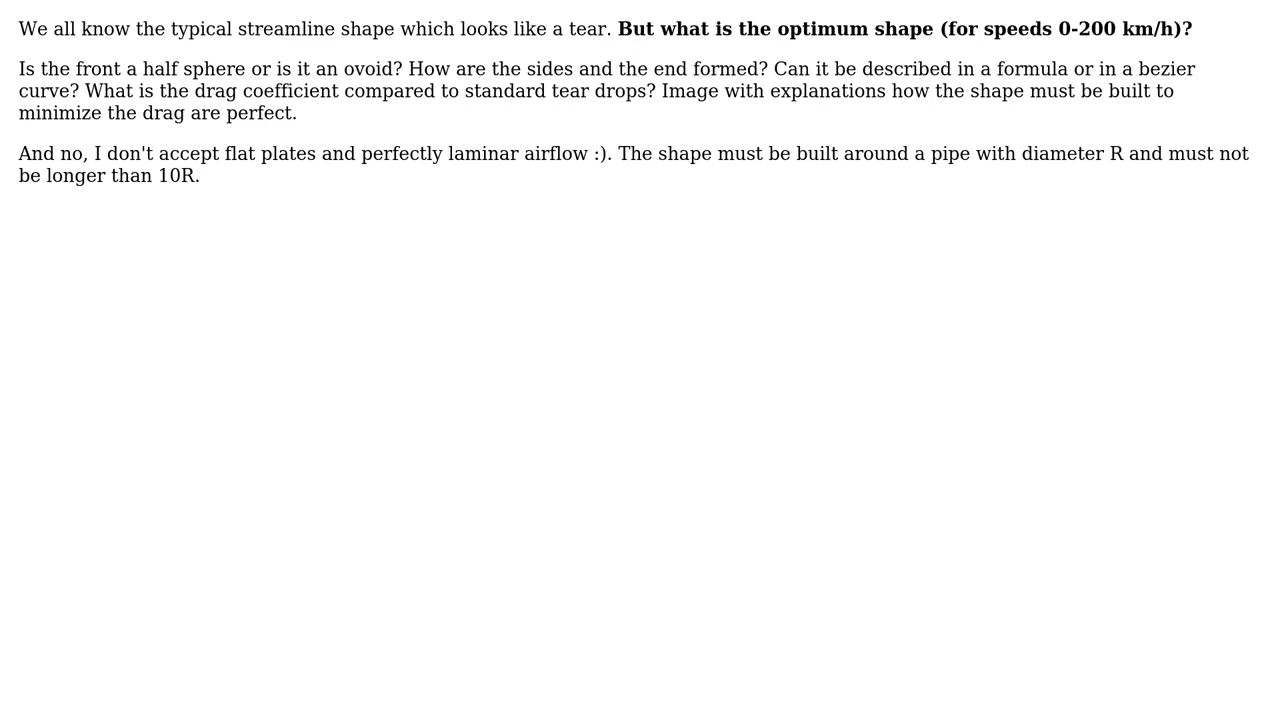 We all know the typical streamline shape which looks like a tear. But what is the optimum shape (for speeds 0-200 km/h)?
Is the front a half sphere or is it an ovoid? How are the sides and the end formed? Can it be described in a formula or in a bezier
curve? What is the drag coefficient compared to standard tear drops? Image with explanations how the shape must be built to
minimize the drag are perfect.
And no, I don't accept flat plates and perfectly laminar airflow :). The shape must be built around a pipe with diameter R and must not
be longer than 10R.